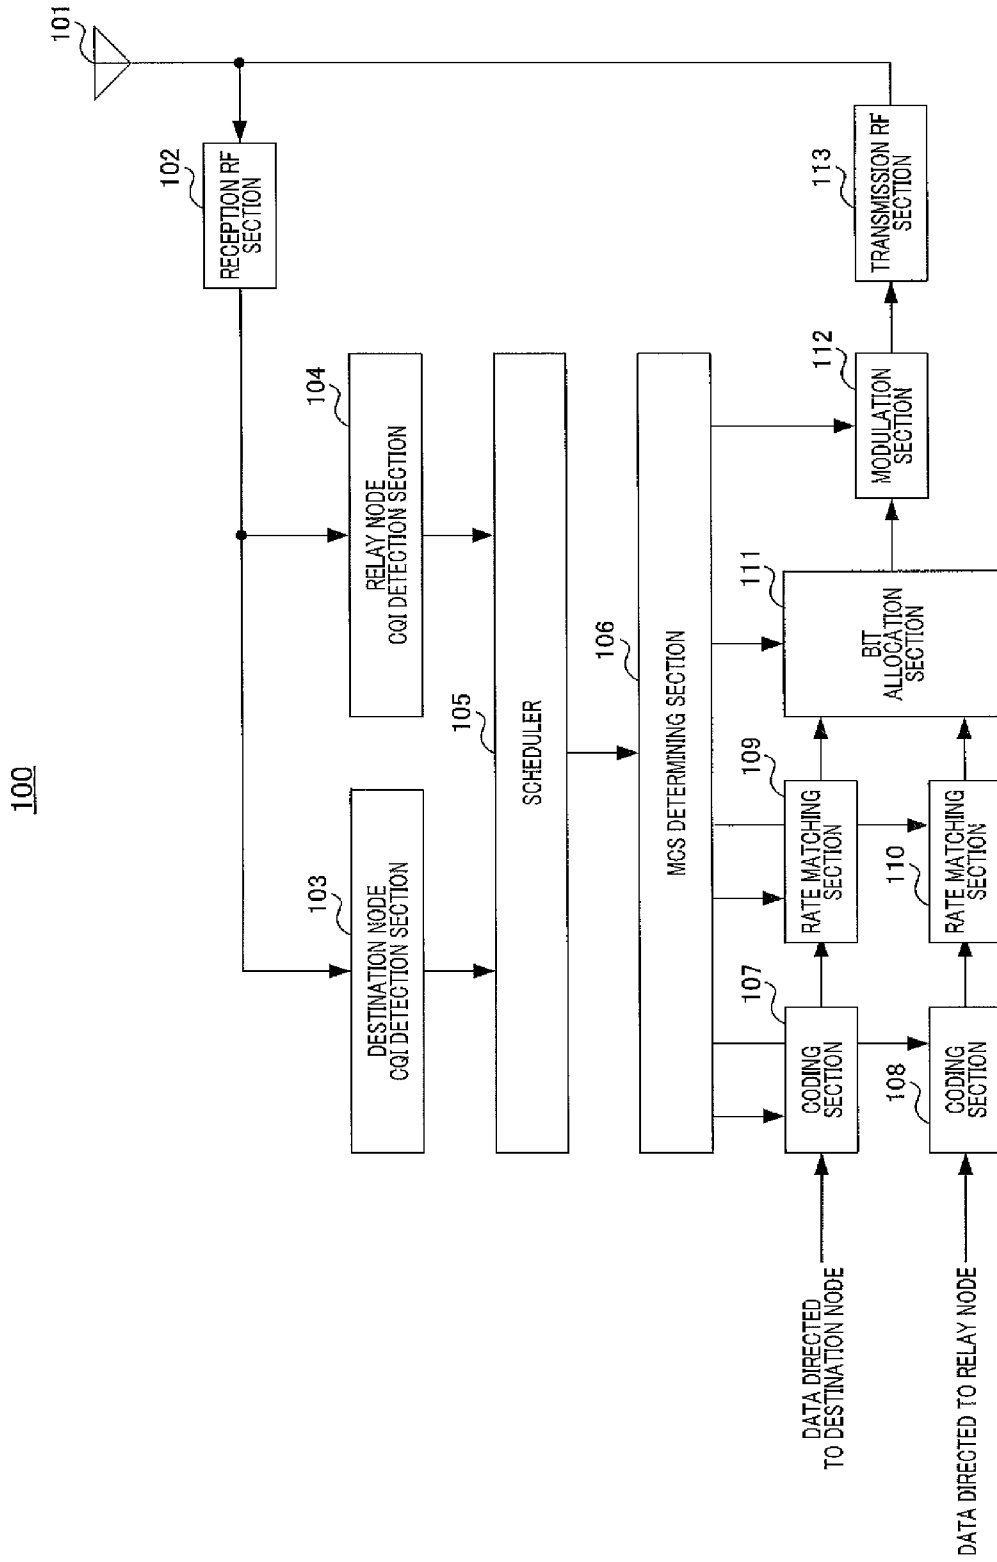 100
101
102
RECEPTION RF
SECTION
103
DESTINATION NODE
CQI DETECTION SECTION
104
RELAY NODE
CQI DETECTION SECTION
105
SCHEDULER
106
MCS DETERMINING SECTION
DATA DIRECTED
TO DESTINATION NODE
107
CODING
SECTION
109
RATE MATCHING
SECTION
DATA DIRECTED TO RELAY NODE
108
CODING
SECTION
110
RATE MATCHING
SECTION
111
BIT
ALLOCATION
SECTION
112
MODULATION
SECTION
113
TRANSMISSION RF
SECTION